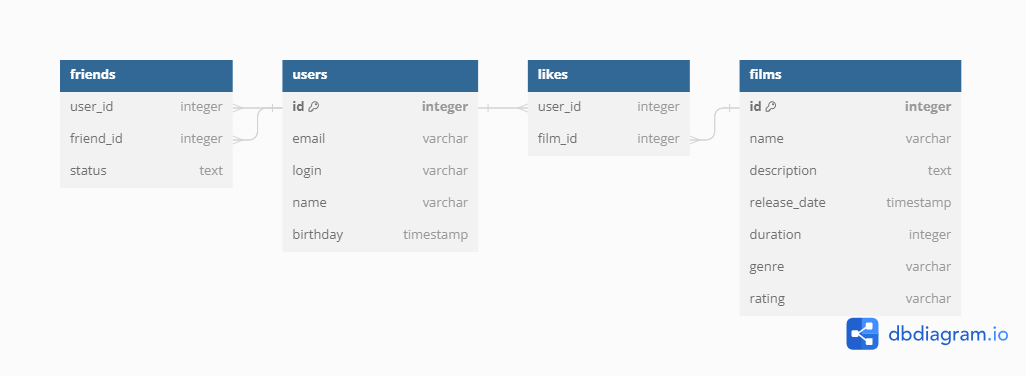 friends
user_id integer
friend_id integer
status text
users
id integer
email varchar
login varchar
name varchar
birthday timestamp
likes
user_id integer
film_id integer
films
id integer
name varchar
description text
release_date timestamp
duration integer
genre varchar
rating varchar
dbdiagram.io